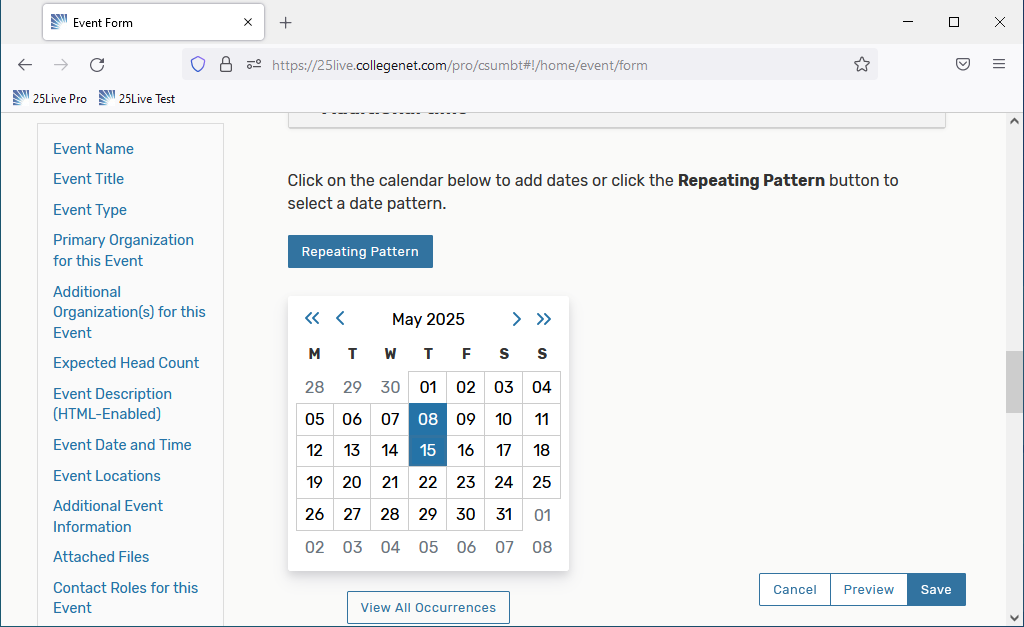 Event Form
https://25live.collegenet.com/pro/csumbt#!/home/event/form
25Live Pro 25Live Test
Event Name
Event Title
Event Type
Primary Organization
for this Event
Additional
Organization(s) for this
Event
Expected Head Count
Event Description
(HTML-Enabled)
Event Date and Time
Event Locations
Additional Event
Information
Attached Files
Contact Roles for this
Event
Additional time
Click on the calendar below to add dates or click the Repeating Pattern button to
select a date pattern.
Repeating Pattern
May 2025
M T W T F S S
28 29 30 01 02 03 04
05 06 07 08 09 10 11
12 13 14 15 16 17 18
19 20 21 22 23 24 25
26 27 28 29 30 31 01
02 03 04 05 06 07 08
View All Occurrences
Cancel Preview Save